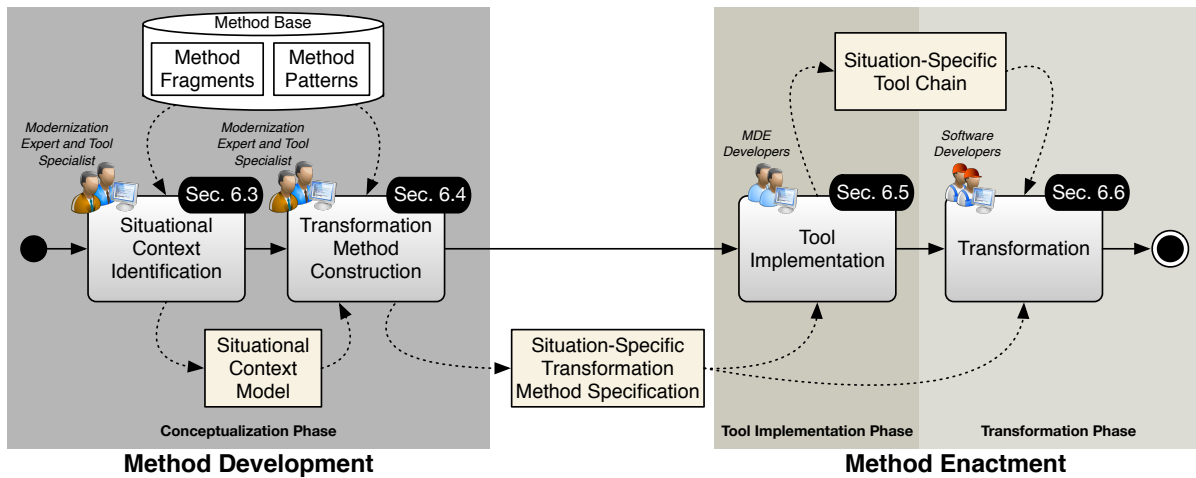 Method Base
Method
Fragments
Method
Patterns
Situation-Specific
Tool Chain
Modernization
Expert and Tool
Specialist
Modernization
Expert and Tool
Specialist
MDE
Developers
Software
Developers
Sec. 6.3
Situational
Context
Identification
Sec. 6.4
Transformation
Method
Construction
Sec. 6.5
Tool
Implementation
Sec. 6.6
Transformation
Situational
Context
Model
Situation-Specific
Transformation
Method Specification
Conceptualization Phase
Tool Implementation Phase
Transformation Phase
Method Development
Method Enactment